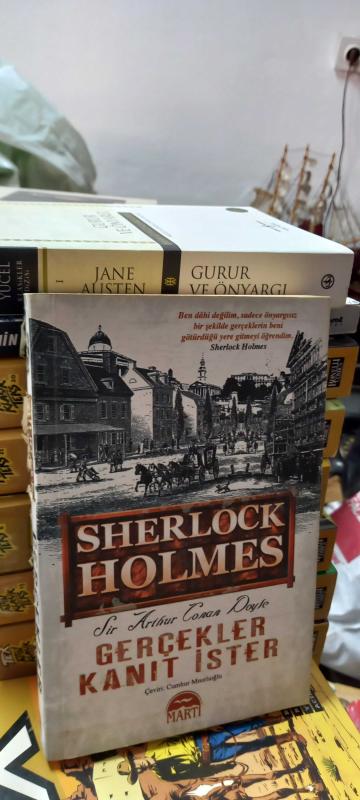 YÜCEL
JANE
AUSTEN
GURUR
VE ÖNYARGI
Ben dâhi değilim, sadece önyargısız
bir şekilde gerçeklerin beni
götürdüğü yere gitmeyi öğrendim.
Sherlock Holmes
SHERLOCK
HOLMES
Sir Arthur Conan Doyle
GERÇEKLER
KANIT İSTER
Çeviri: Cumhur Mısırlıoğlu
MARTI